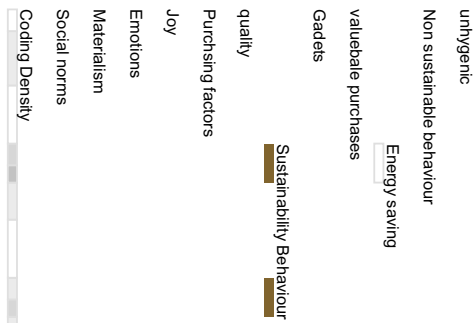 unhygenic
Non sustainable behaviour
Energy saving
valuebale purchases
Gadets
Sustainability Behaviour
quality
Purchsing factors
Joy
Emotions
Materialism
Social norms
Coding Density